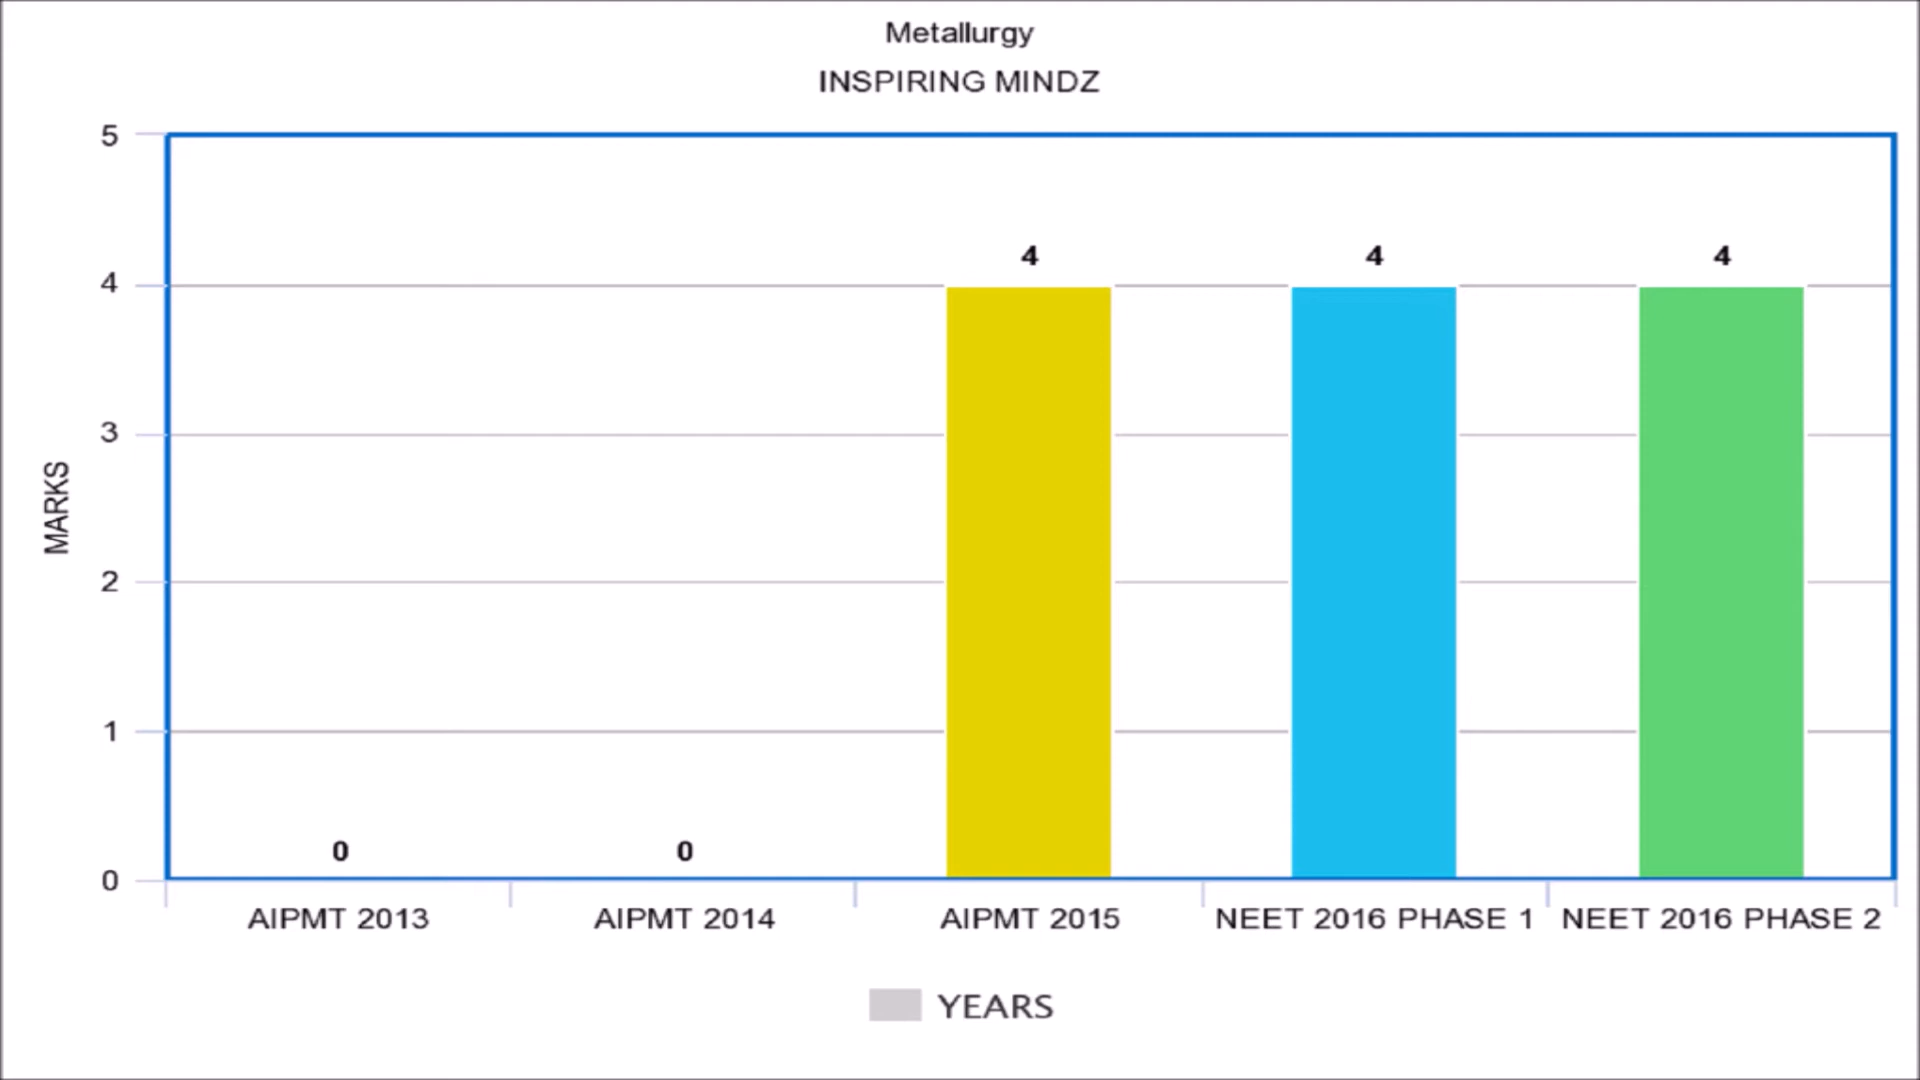 Metallurgy
INSPIRING MINDZ
5
4
3
2
1
0
MARKS
0
0
4
4
4
AIPMT 2013
AIPMT 2014
AIPMT 2015
NEET 2016 PHASE 1
NEET 2016 PHASE 2
YEARS